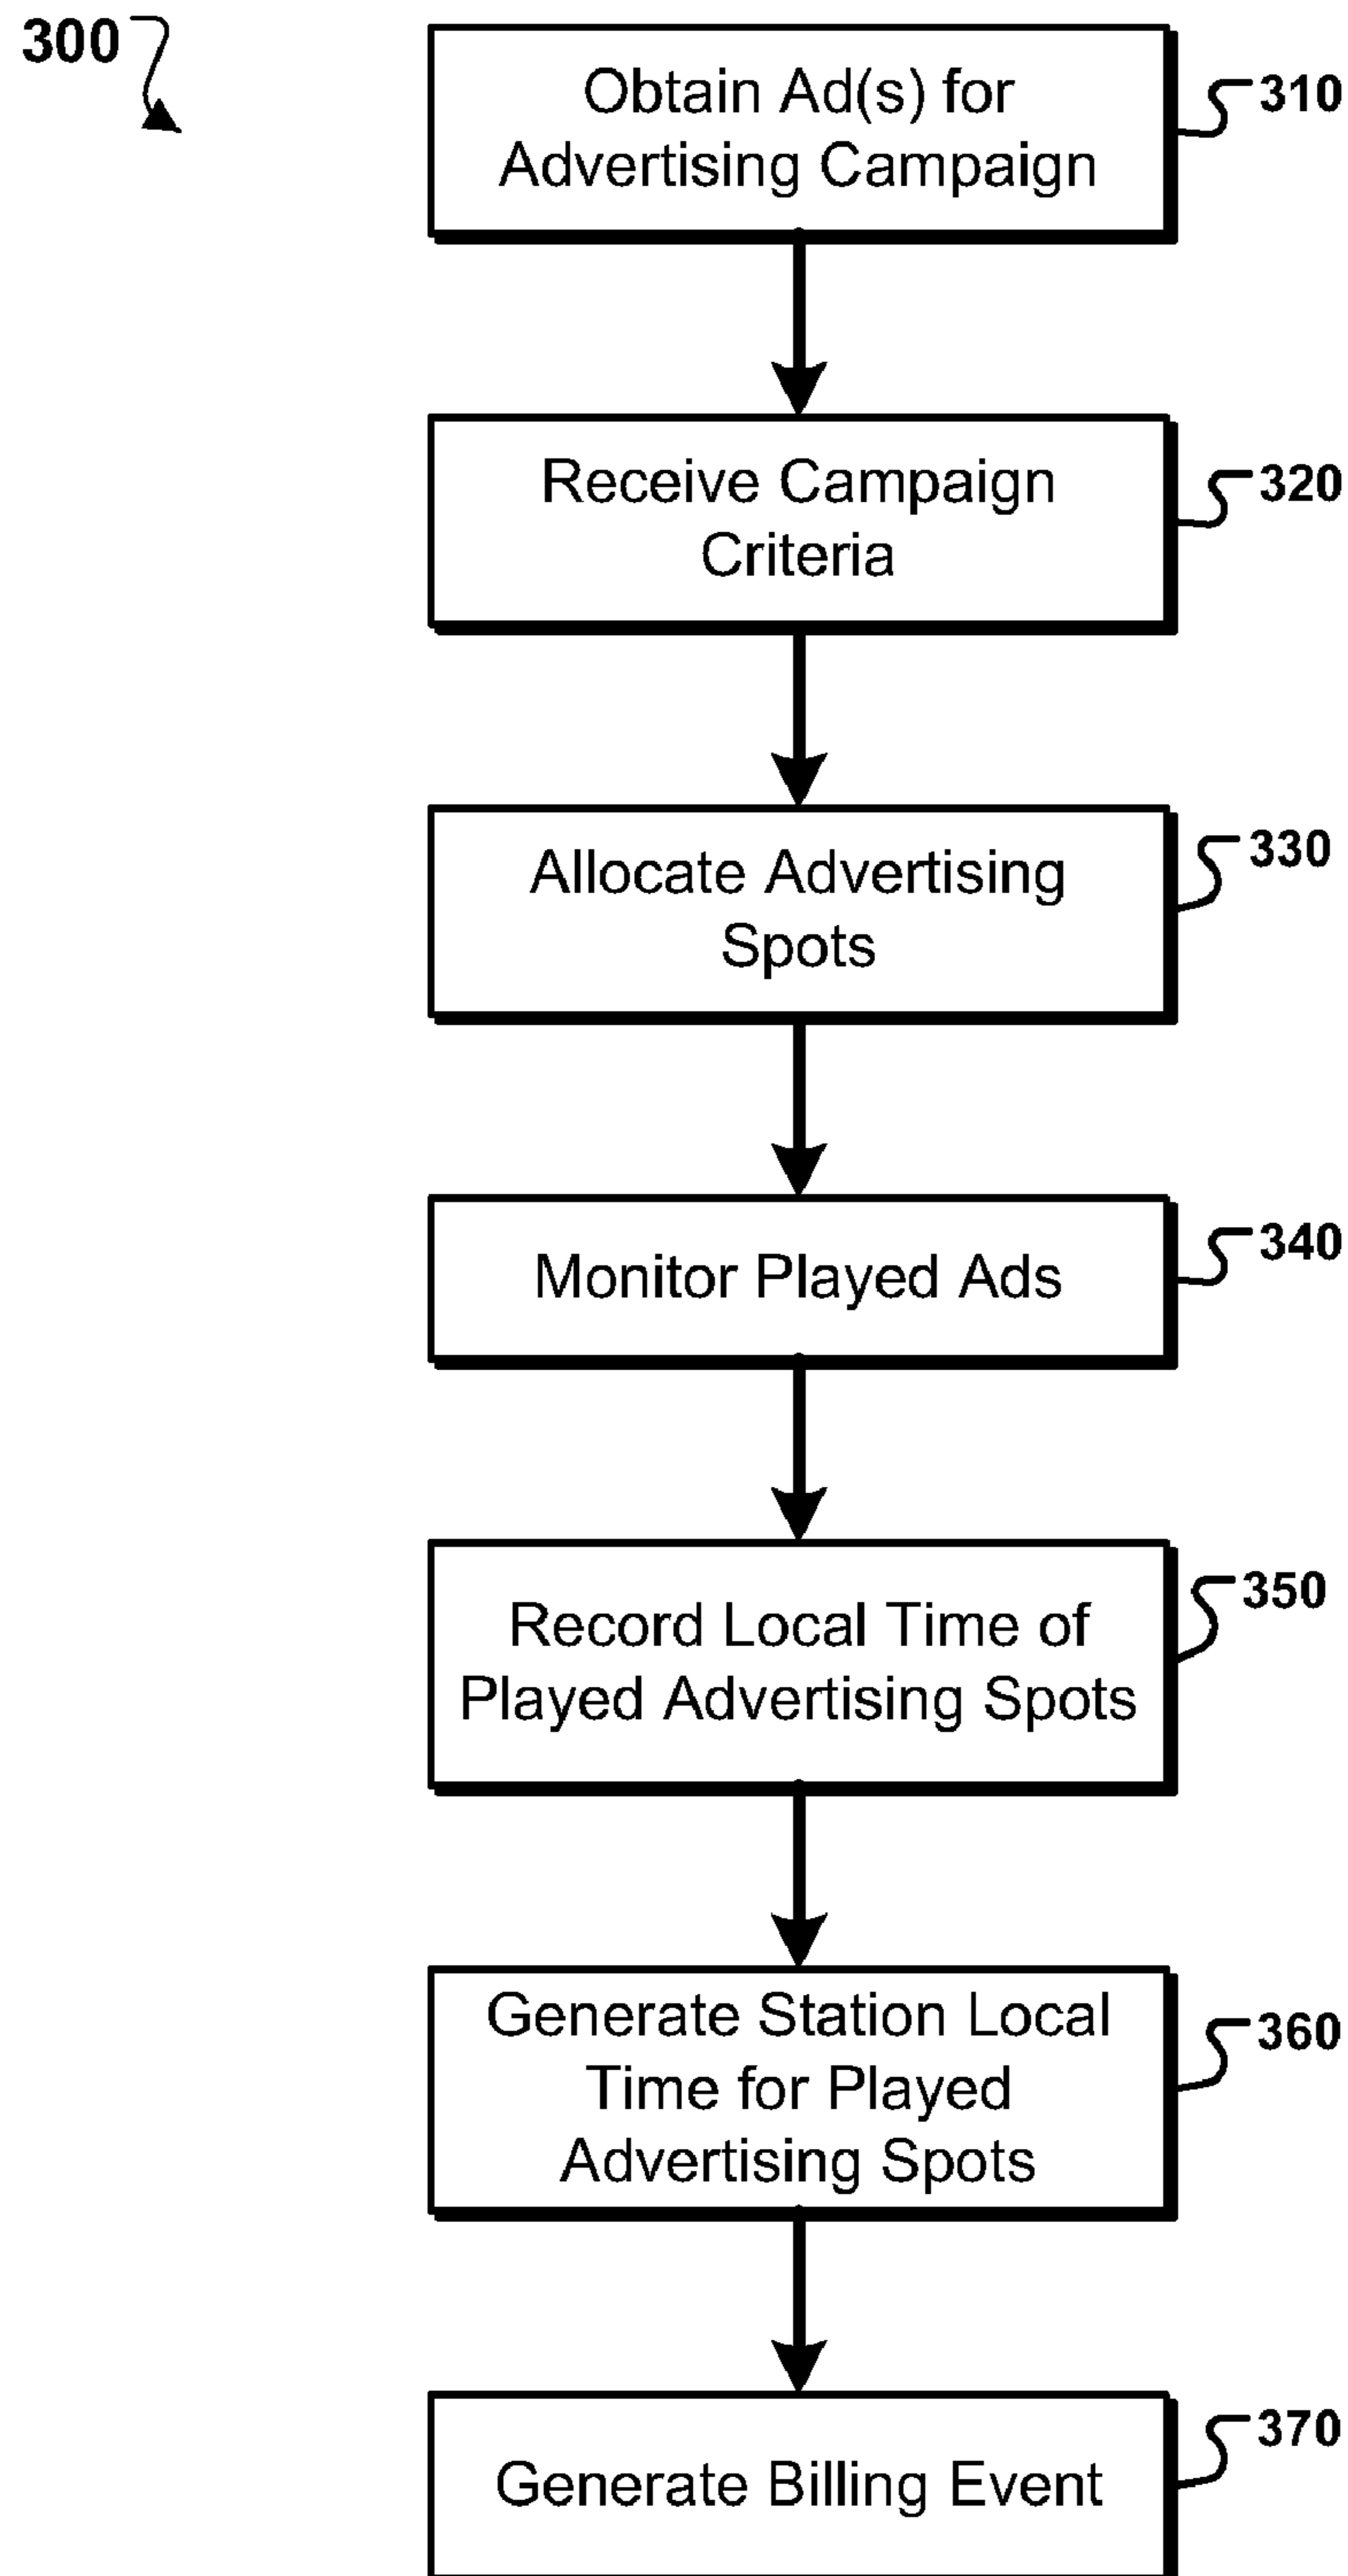 300
Obtain Ad(s) for
Advertising Campaign
310
Receive Campaign
Criteria
320
Allocate Advertising
Spots
330
Monitor Played Ads
340
Record Local Time of
Played Advertising Spots
350
Generate Station Local
Time for Played
Advertising Spots
360
Generate Billing Event
370